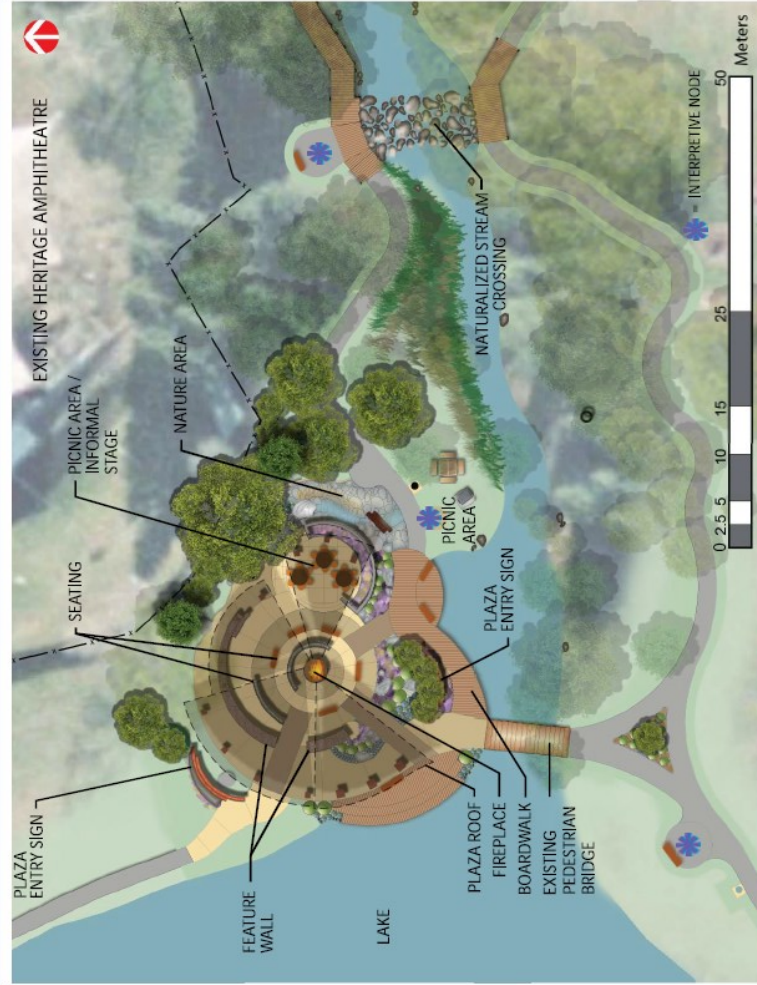 EXISTING HERITAGE AMPHITHEATRE
PICNIC AREA /
INFORMAL
STAGE
NATURE AREA
SEATING
PLAZA
ENTRY SIGN
FEATURE
WALL
LAKE
PLAZA ROOF
FIREPLACE
BOARDWALK
EXISTING
PEDESTRIAN
BRIDGE
PLAZA
ENTRY SIGN
PICNIC
AREA
NATURALIZED STREAM
CROSSING
= INTERPRETIVE NODE
0 2.5 5 10 15 25 50
Meters